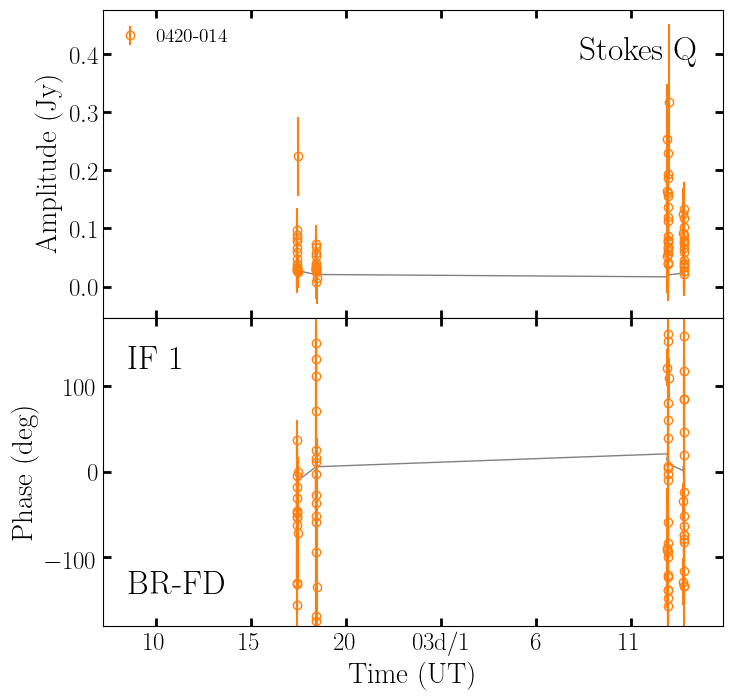 0420-014
Stokes Q
Amplitude (Jy)
0.4
0.3
0.2
0.1
0.0
IF 1
BR-FD
Phase (deg)
100
0
−100
10 15 20 03d/1 6 11
Time (UT)